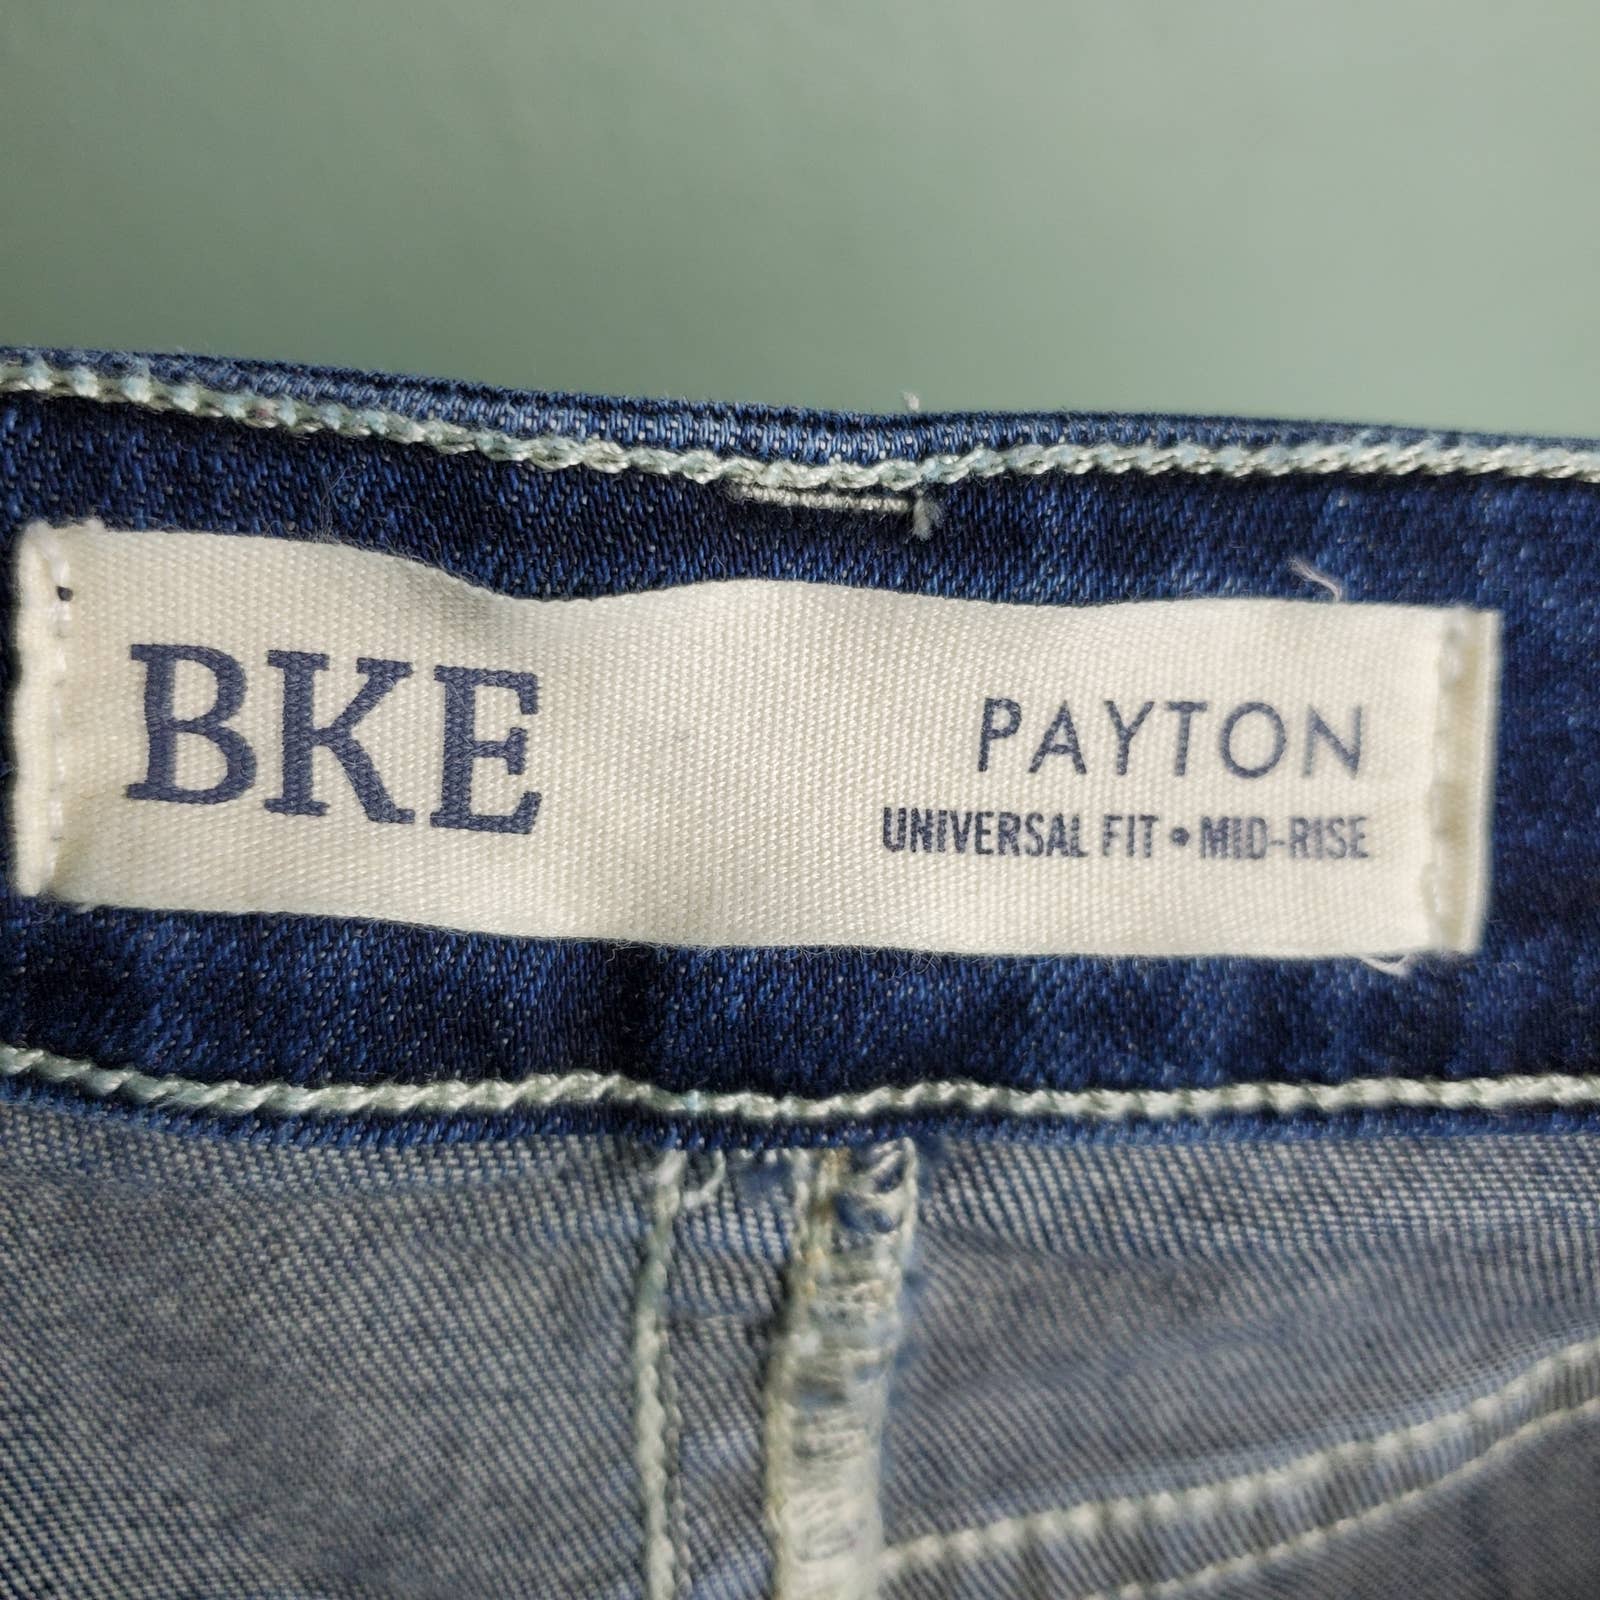 BKE
PAYTON
UNIVERSAL FIT • MID-RISE